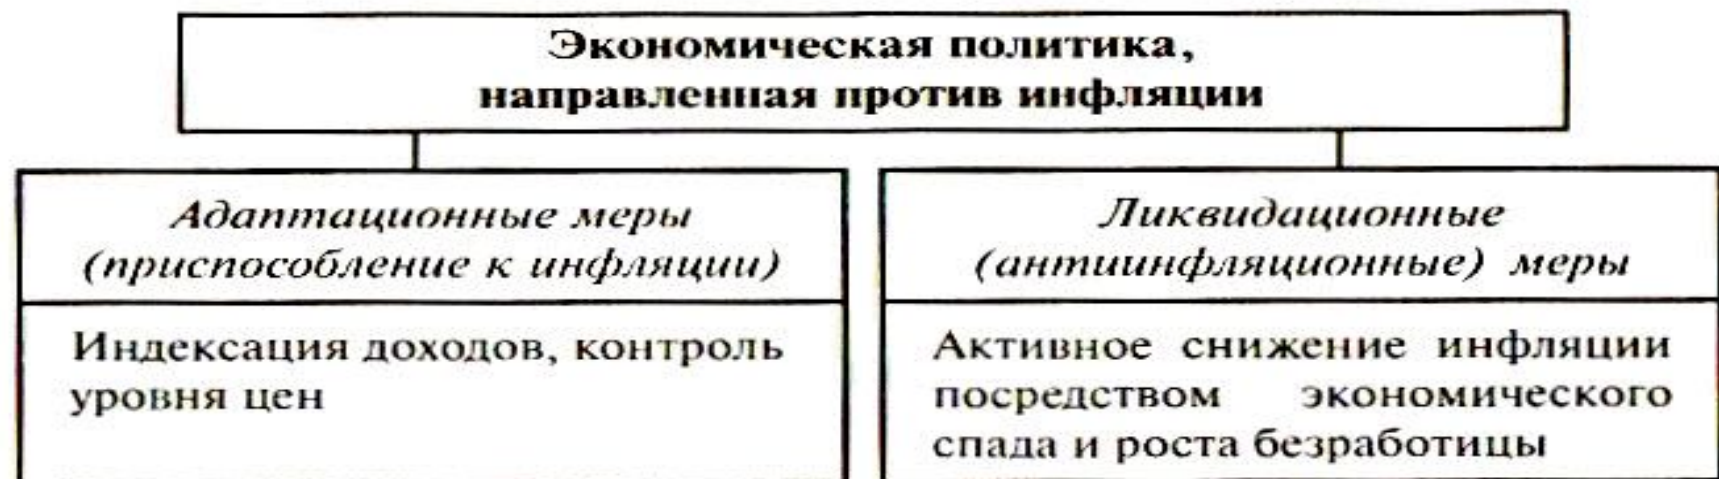 Экономическая политика,
направленная против инфляции
Адаптационные меры
(приспособление к инфляции)
Индексация доходов, контроль
уровня цен
Ликвидационные
(антиинфляционные) меры
Активное снижение инфляции
посредством экономического
спада и роста безработицы